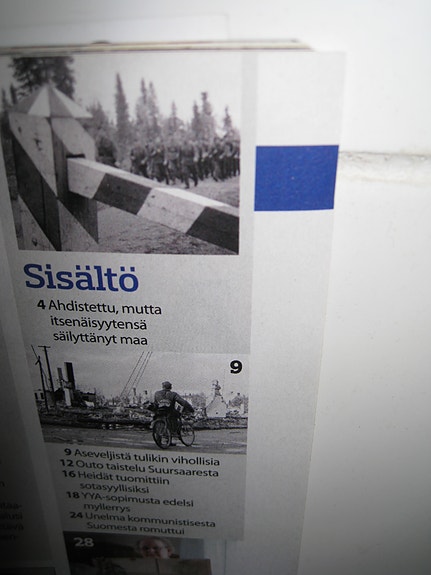 Sisältö
4 Ahdistettu, mutta
itsenäisyytensä
säilyttänyt maa
9
9 Aseveljistä tulikin vihollisia
12 Outo taistelu Suursaaresta
16 Heidät tuomittiin
sotasyyllisiksi
18 YYA-sopimusta edelsi
myllerrys
24 Unelma kommunistisesta
Suomesta romuttui
28